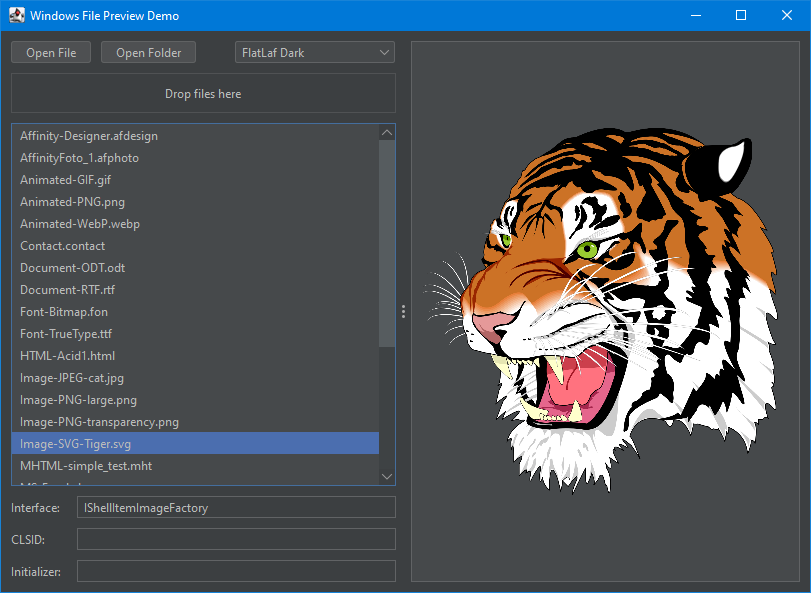 Windows File Preview Demo
Open File
Open Folder
FlatLaf Dark
Drop files here
Affinity-Designer.afdesign
AffinityFoto_1.afphoto
Animated-GIF.gif
Animated-PNG.png
Animated-WebP.webp
Contact.contact
Document-ODT.odt
Document-RTF.rtf
Font-Bitmap.fon
Font-TrueType.ttf
HTML-Acid1.html
Image-JPEG-cat.jpg
Image-PNG-large.png
Image-PNG-transparency.png
Image-SVG-Tiger.svg
MHTML-simple_test.mht
Interface:
IShellItemImageFactory
CLSID:
Initializer: